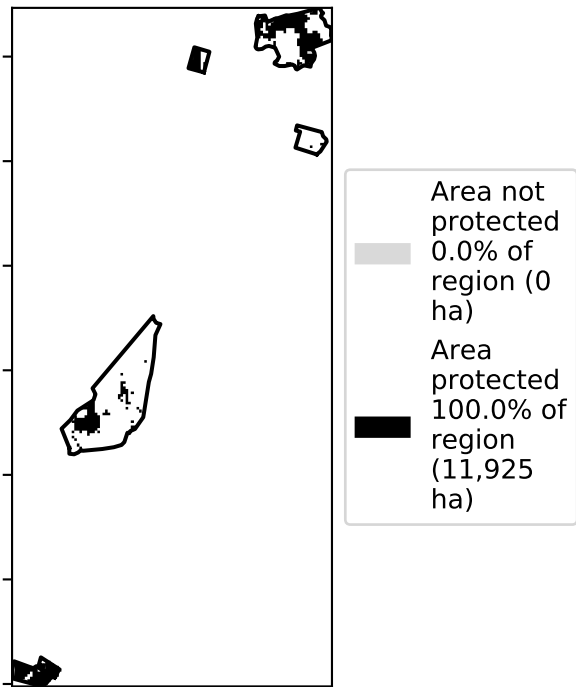 Area not
protected
0.0% of
region (0
ha)
Area
protected
100.0% of
region
(11,925
ha)